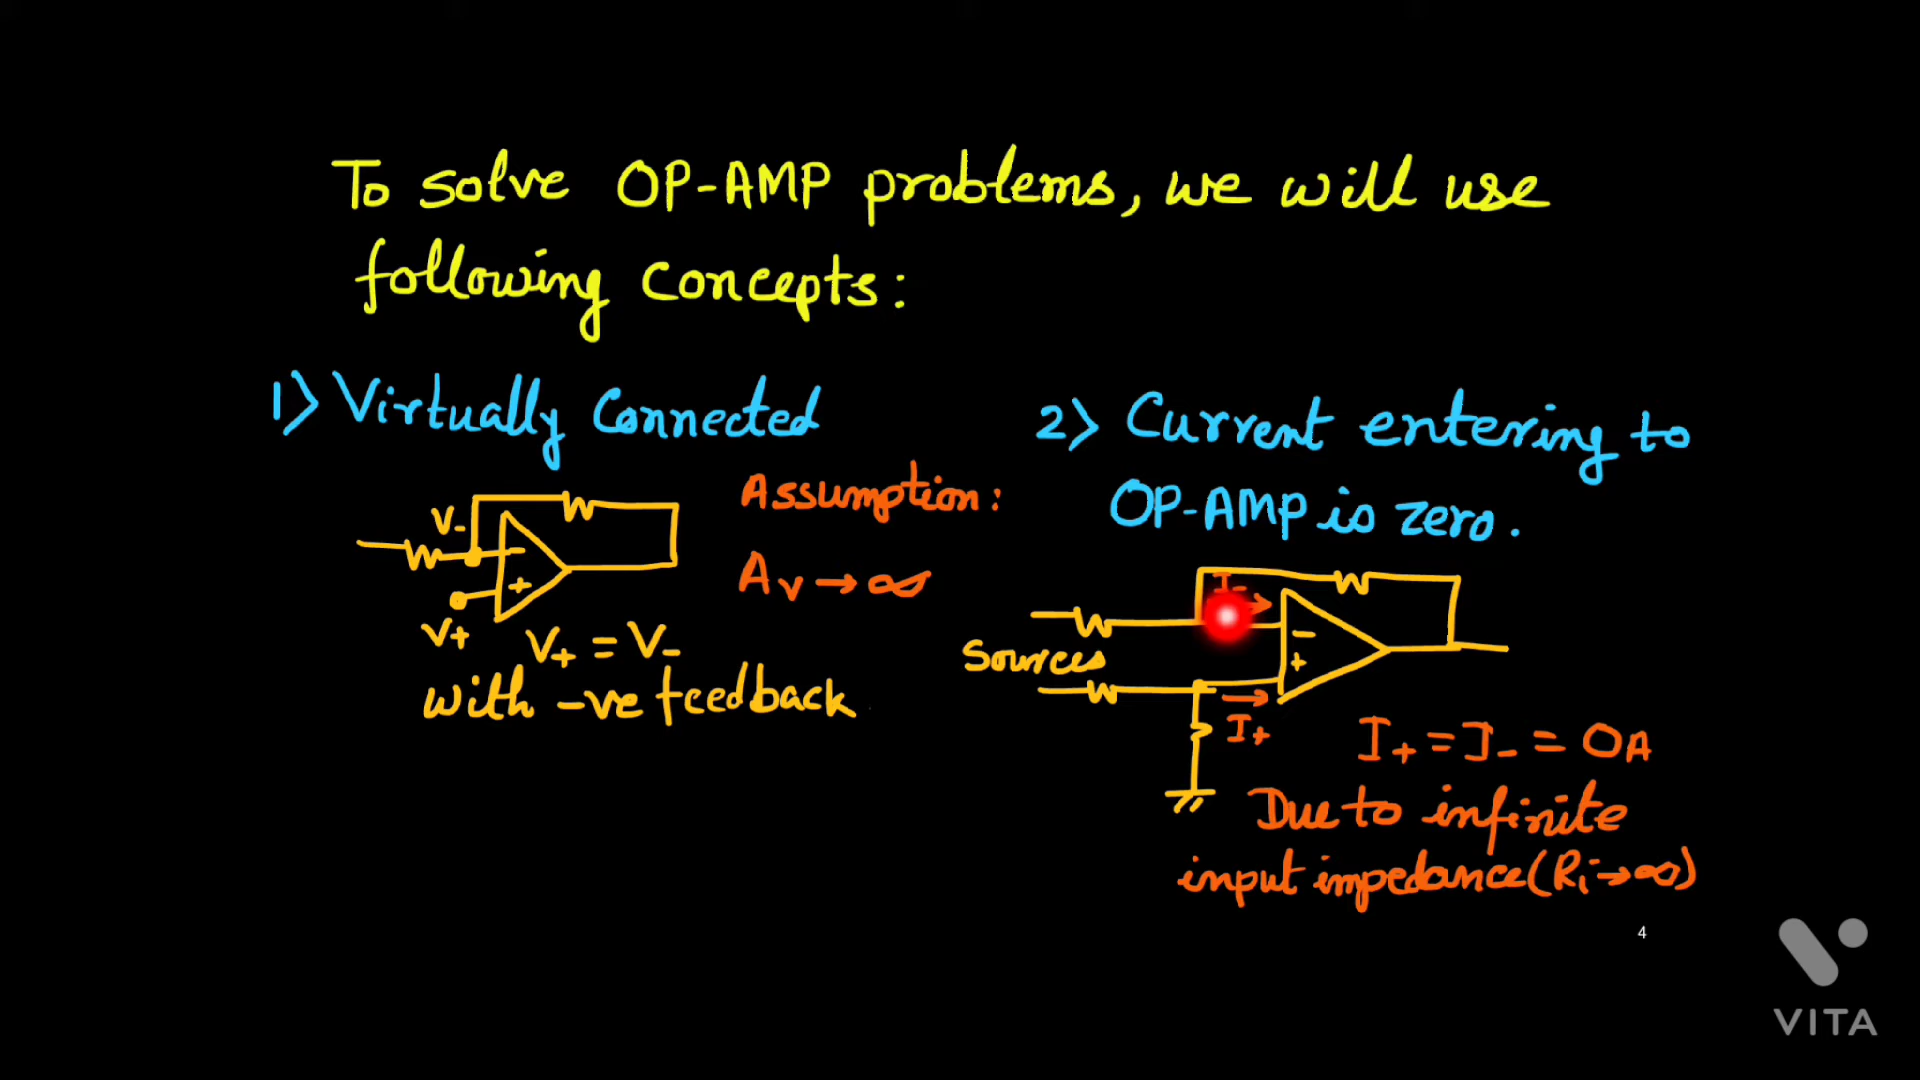 To solve OP-AMP problems, we will use
following concepts:
1) Virtually Connected
V-
-
+
V+
V+ = V-
with -ve feedback
Assumption:
Av → ∞
2) Current entering to
OP-AMP is zero.
I-
Sources
-
+
I+
I+ = I- = 0A
Due to infinite
input impedance (Ri → ∞)
4
VITA